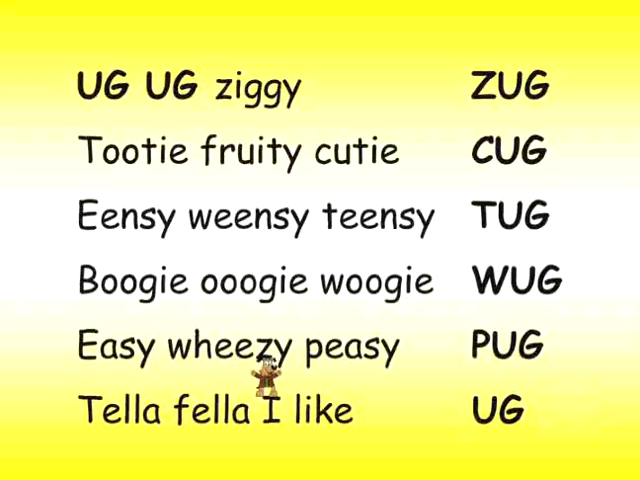 UG UG ziggy ZUG
Tootie fruity cutie CUG
Eensy weensy teensy TUG
Boogie ooogie woogie WUG
Easy wheezy peasy PUG
Tella fella I like UG